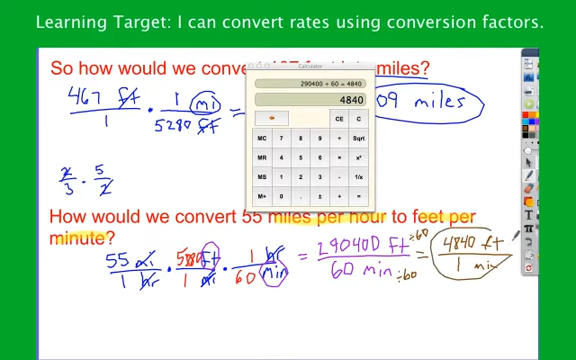 Learning Target: I can convert rates using conversion factors.
So how would we conve
miles?
Calculator
290400 ÷ 60 = 4840
4840
CE C
MC 7 8 9 ÷ Sqrt
MR 4 5 6 × x²
MS 1 2 3 - 1/x
M+ 0 . ± + =
467 ft / 1 · 1 mi / 5280 ft =
09 miles
2/3 · 5/2
How would we convert 55 miles per hour to feet per
minute?
55 mi / 1 hr · 5280 ft / 1 mi · 1 hr / 60 min = 290400 ft ÷60 / 60 min ÷60 = 4840 ft / 1 min